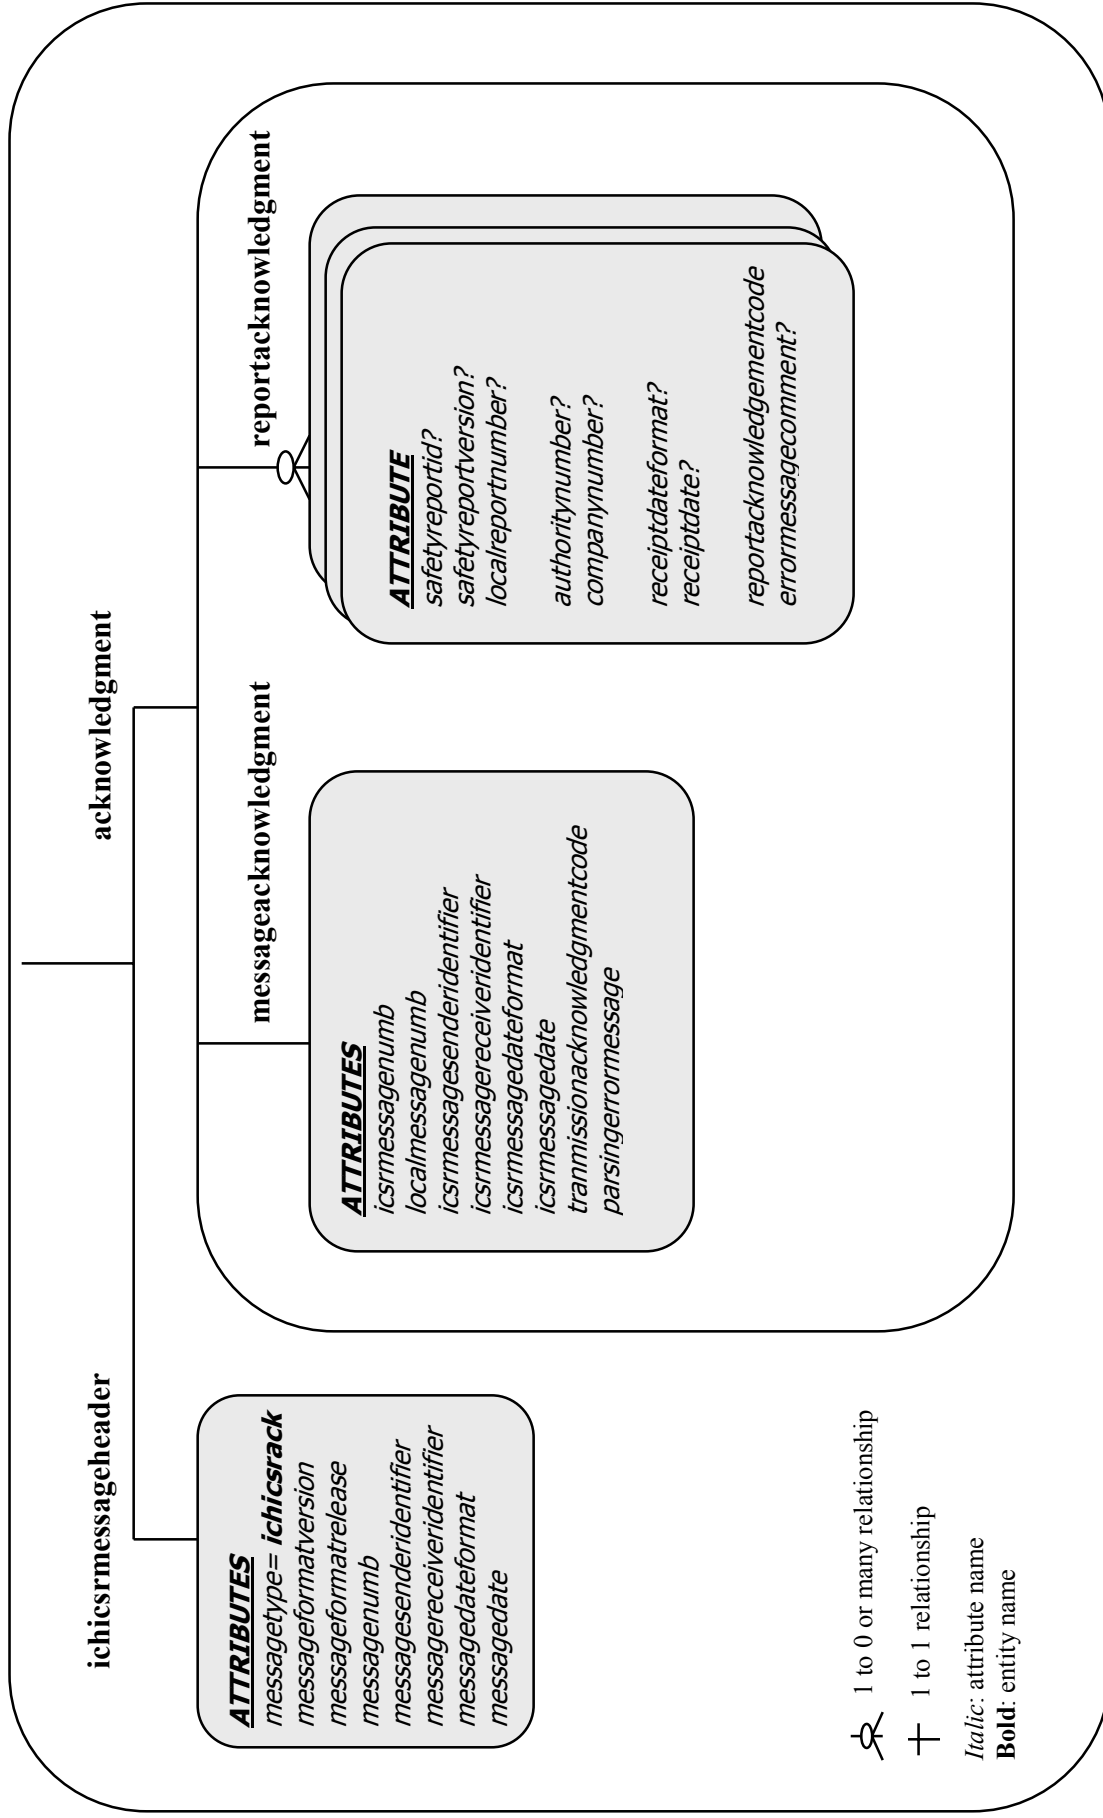 ichicsrmessageheader
acknowledgment
ATTRIBUTES
messagetype= ichicsrack
messageformatversion
messageformatrelease
messagenumb
messagesenderidentifier
messagereceiveridentifier
messagedateformat
messagedate
messageacknowledgment
ATTRIBUTES
icsrmessagenumb
localmessagenumb
icsrmessagesenderidentifier
icsrmessagereceiveridentifier
icsrmessagedateformat
icsrmessagedate
tranmissionacknowledgmentcode
parsingerrormessage
reportacknowledgment
ATTRIBUTE
safetyreportid?
safetyreportversion?
localreportnumber?
authoritynumber?
companynumber?
receiptdateformat?
receiptdate?
reportacknowledgementcode
errormessagecomment?
1 to 0 or many relationship
1 to 1 relationship
Italic: attribute name
Bold: entity name